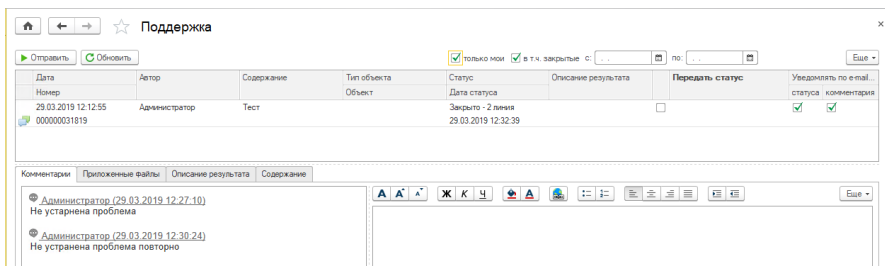 Поддержка
Отправить Обновить только мои в т.ч. закрытые с: . . по: . . Еще
Дата Автор Содержание Тип объекта Статус Описание результата Передать статус Уведомлять по e-mail...
Номер Объект Дата статуса статуса комментария
29.03.2019 12:12:55 Администратор Тест Закрыто - 2 линия
000000031819 29.03.2019 12:32:39
Комментарии Приложенные файлы Описание результата Содержание
А А А Ж К Ч А Еще
Администратор (29.03.2019 12:27:10)
Не устарнена проблема
Администратор (29.03.2019 12:30:24)
Не устранена проблема повторно